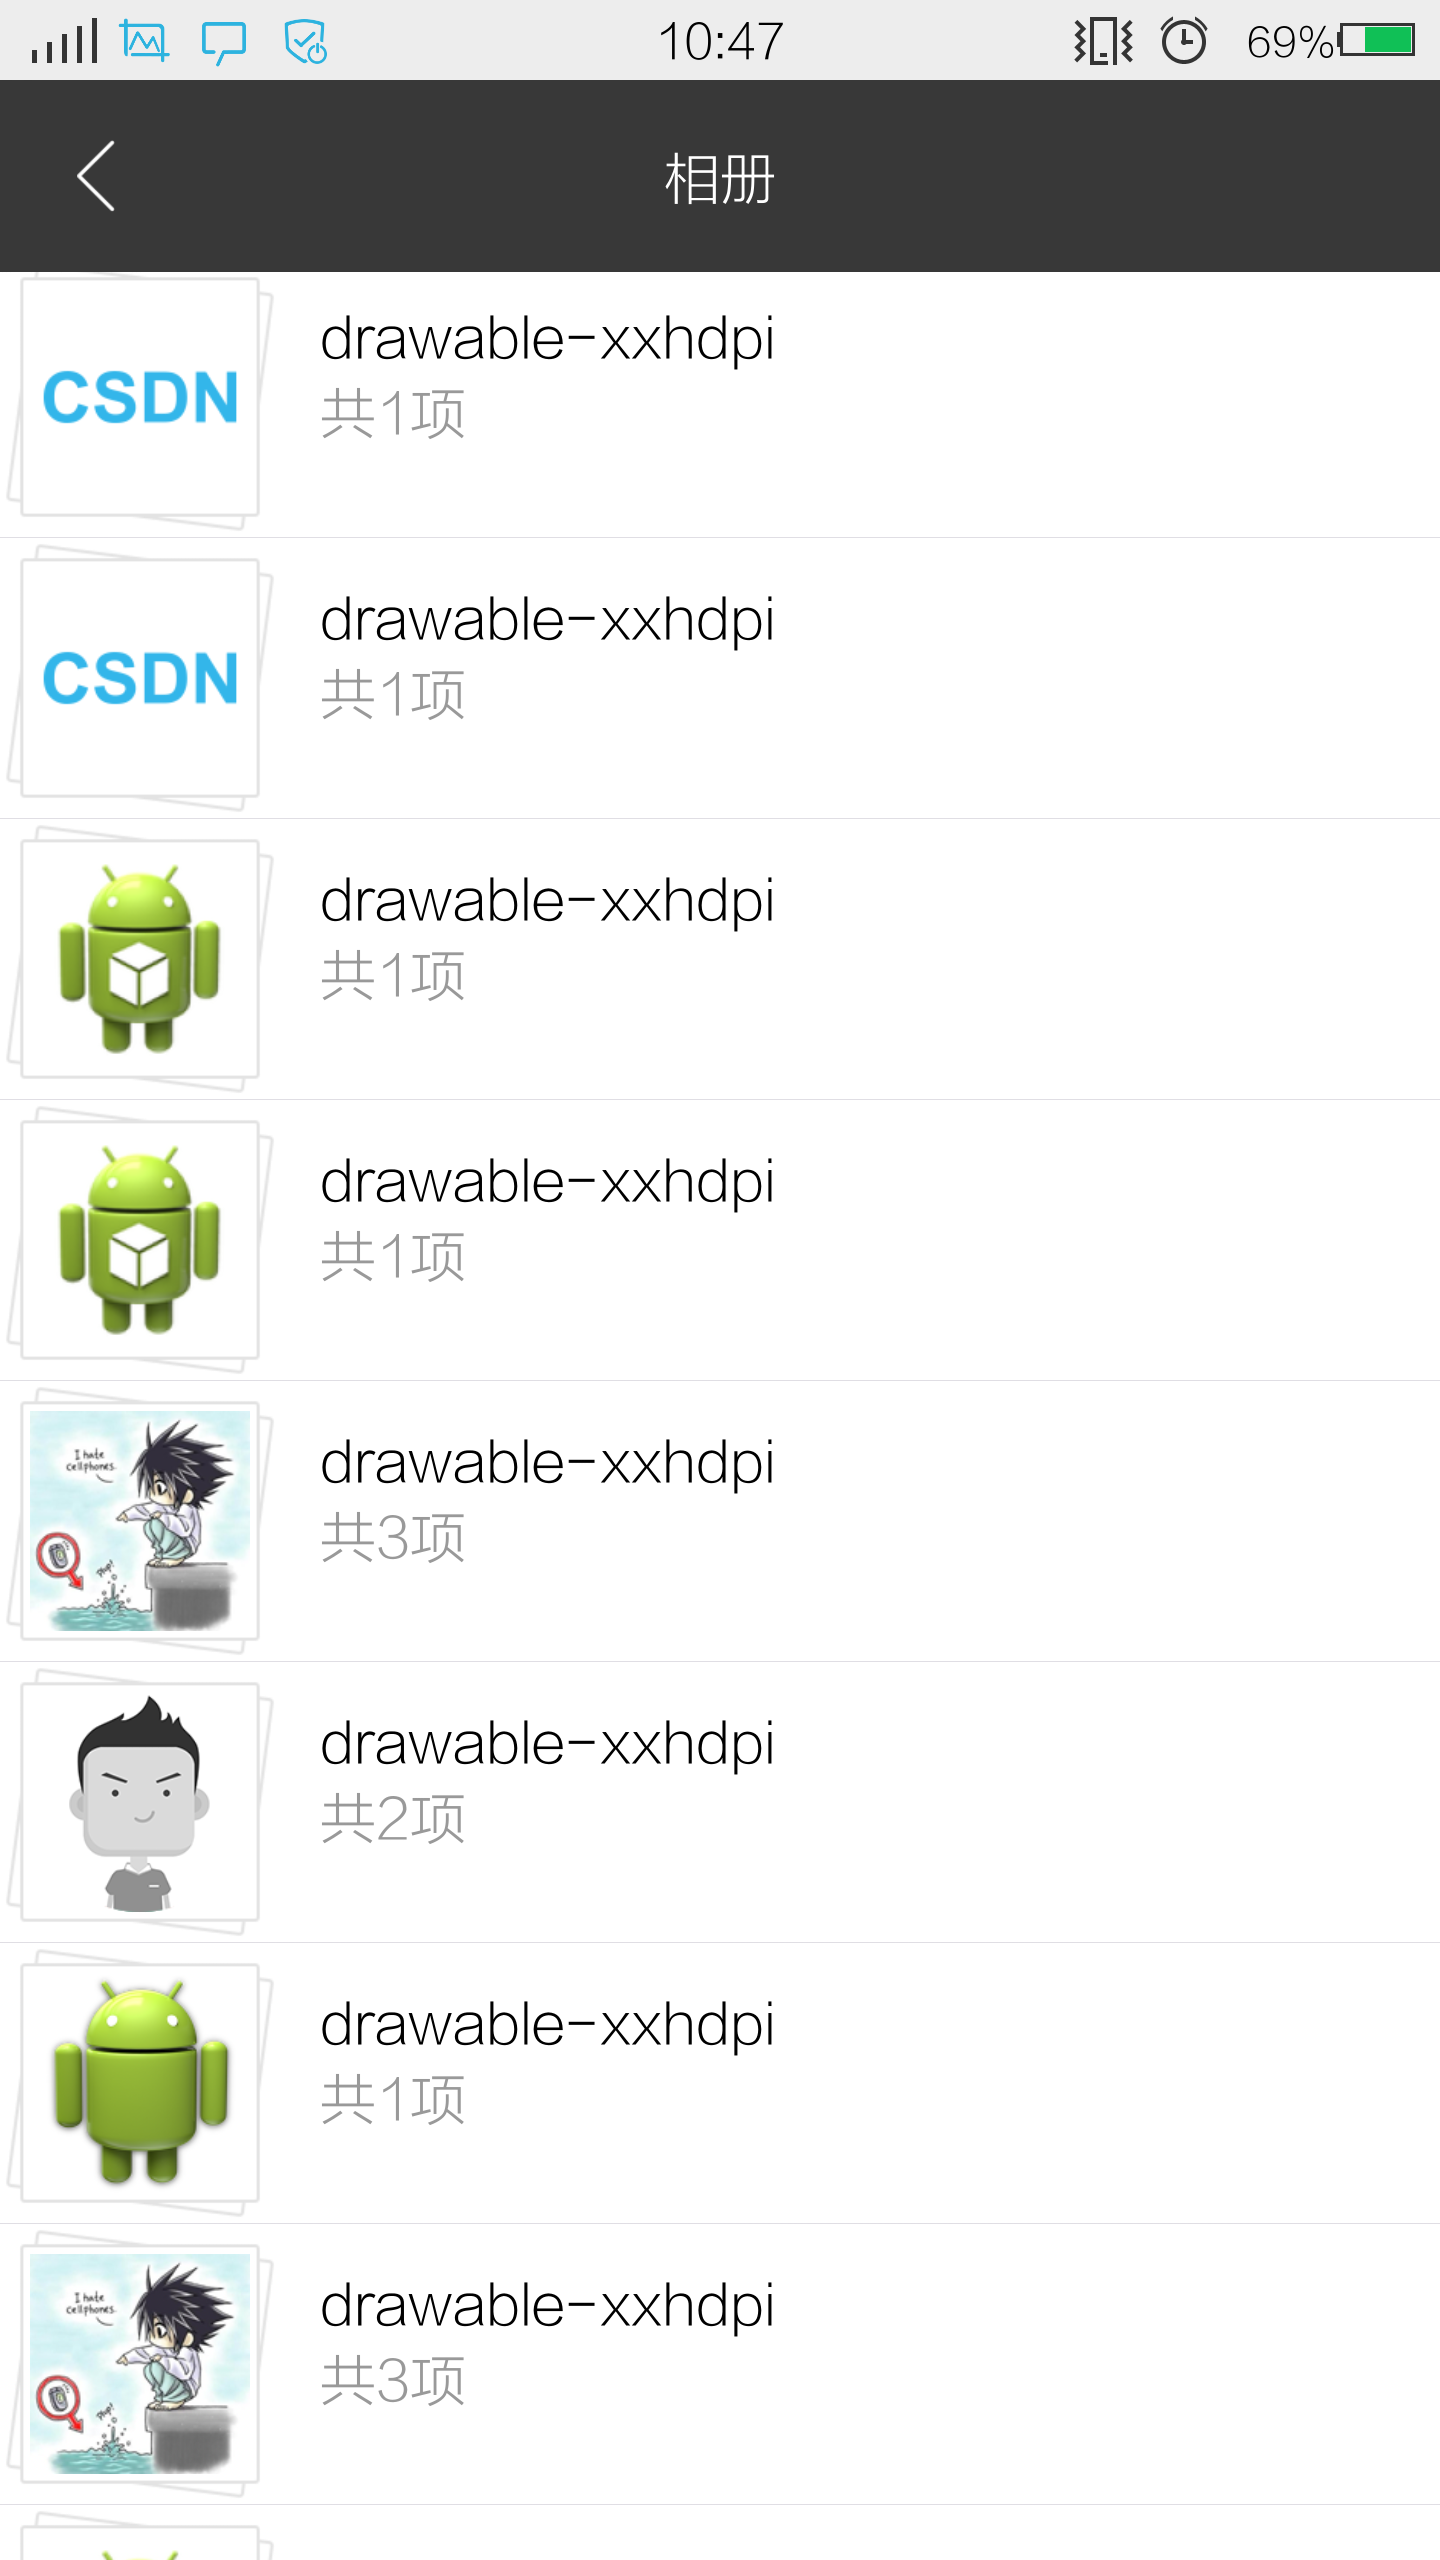 10:47 69%
相册
CSDN
drawable-xxhdpi
共1项
CSDN
drawable-xxhdpi
共1项
drawable-xxhdpi
共1项
drawable-xxhdpi
共1项
I hate
cellphones.
Plop!
drawable-xxhdpi
共3项
drawable-xxhdpi
共2项
drawable-xxhdpi
共1项
I hate
cellphones.
Plop!
drawable-xxhdpi
共3项